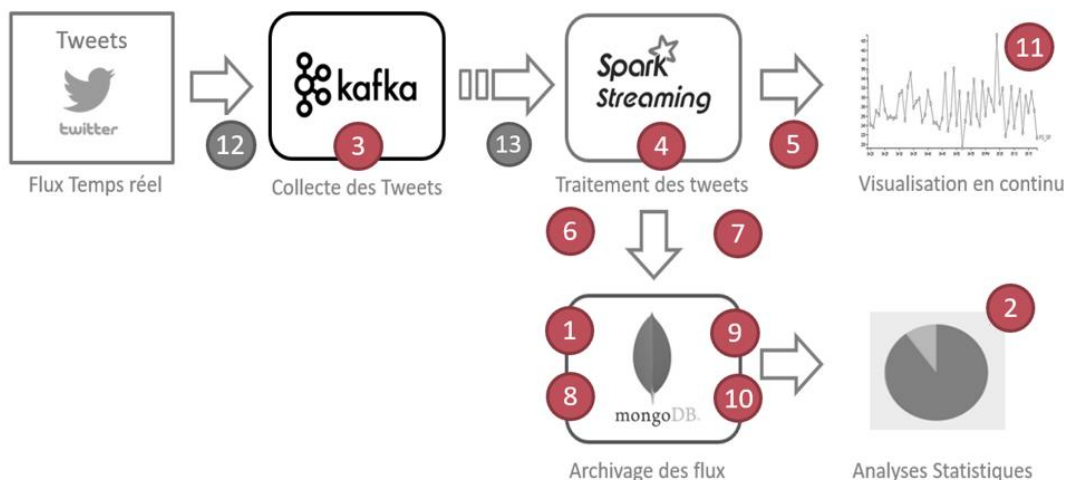 Tweets
twitter
12
Flux Temps réel
kafka
3
Collecte des Tweets
13
Spark
Streaming
4
Traitement des tweets
5
11
Visualisation en continu
6
7
1
8
9
10
mongoDB.
Archivage des flux
2
Analyses Statistiques